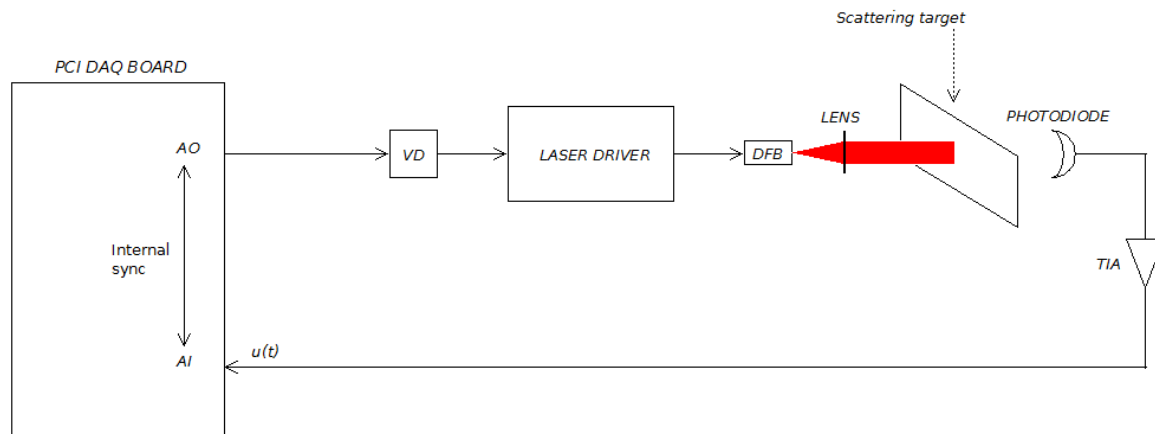 Scattering target
PCI DAQ BOARD
LENS
PHOTODIODE
AO
VD
LASER DRIVER
DFB
Internal
sync
TIA
u(t)
AI